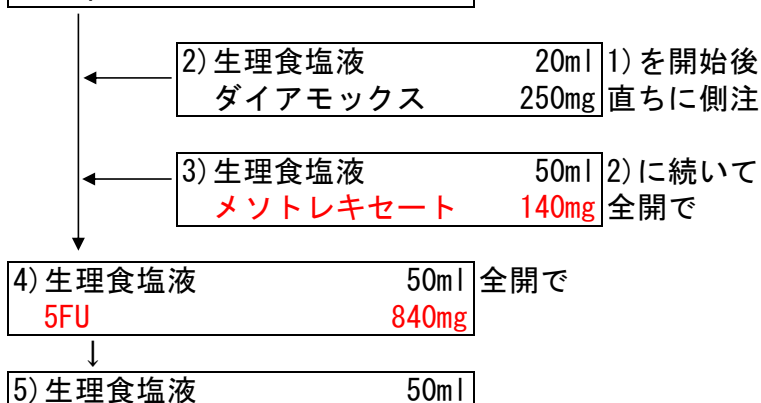 2)生理食塩液 20ml 1)を開始後
ダイアモックス 250mg 直ちに側注
3)生理食塩液 50ml 2)に続いて
メソトレキセート 140mg 全開で
4)生理食塩液 50ml 全開で
5FU 840mg
↓
5)生理食塩液 50ml